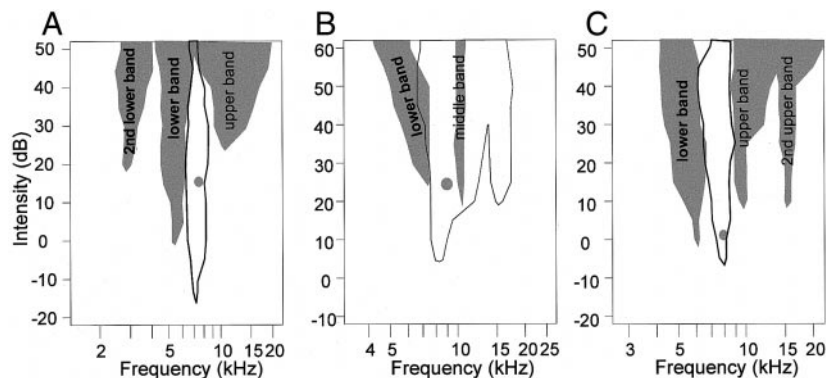 A
B
C
50
40
30
20
10
0
-10
-20
Intensity (dB)
2nd lower band
lower band
upper band
2
5
10
15
20
Frequency (kHz)
60
50
40
30
20
10
0
-10
lower band
middle band
4
5
10
15
20
25
Frequency (kHz)
50
40
30
20
10
0
-10
-20
lower band
upper band
2nd upper band
3
5
10
15
20
Frequency (kHz)